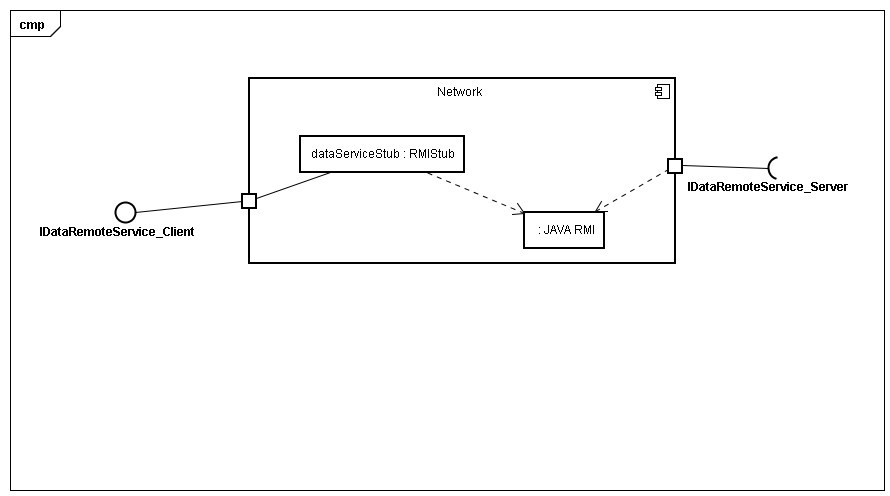 cmp
Network
dataServiceStub : RMIStub
IDataRemoteService_Server
IDataRemoteService_Client
: JAVA RMI